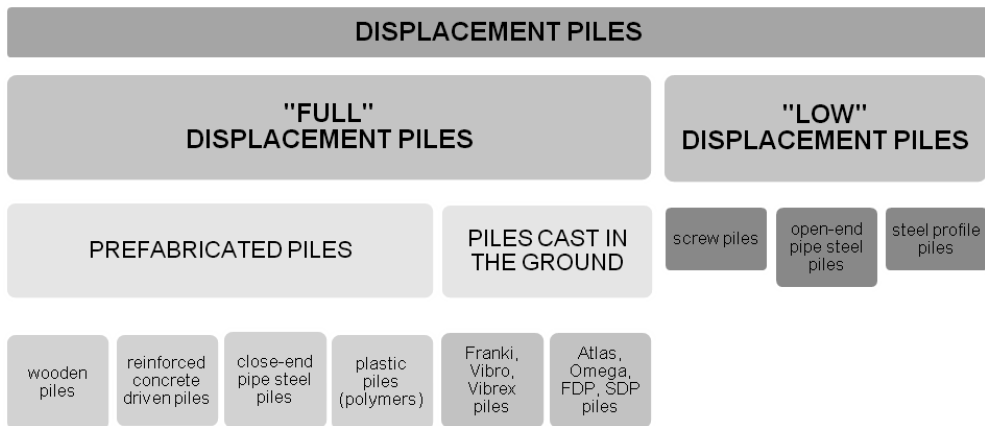 DISPLACEMENT PILES
"FULL"
DISPLACEMENT PILES
"LOW"
DISPLACEMENT PILES
PREFABRICATED PILES
PILES CAST IN
THE GROUND
screw piles
open-end
pipe steel
piles
steel profile
piles
wooden
piles
reinforced
concrete
driven piles
close-end
pipe steel
piles
plastic
piles
(polymers)
Franki,
Vibro,
Vibrex
piles
Atlas,
Omega,
FDP, SDP
piles